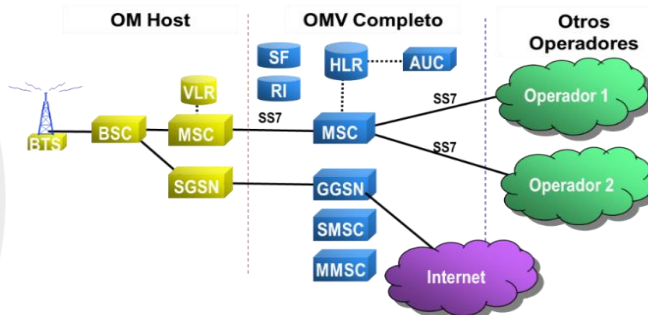 OM Host
OMV Completo
Otros
Operadores
SF
HLR
AUC
VLR
RI
Operador 1
SS7
SS7
BTS
BSC
MSC
MSC
SS7
SGSN
GGSN
Operador 2
SMSC
MMSC
Internet